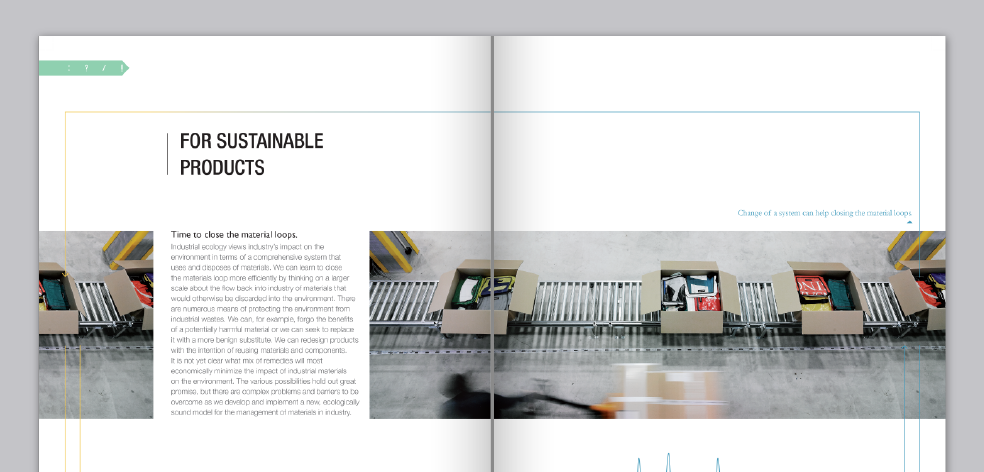 : ? / !
FOR SUSTAINABLE
PRODUCTS
Change of a system can help closing the material loops.
Time to close the material loops.
Industrial ecology views industry's impact on the
environment in terms of a comprehensive system that
uses and disposes of materials. We can learn to close
the materials loop more efficiently by thinking on a larger
scale about the flow back into industry of materials that
would otherwise be discarded into the environment. There
are numerous means of protecting the environment from
industrial wastes. We can, for example, forgo the benefits
of a potentially harmful material or we can seek to replace
it with a more benign substitute. We can redesign products
with the intention of reusing materials and components.
It is not yet clear what mix of remedies will most
economically minimize the impact of industrial materials
on the environment. The various possibilities hold out great
promise, but there are complex problems and barriers to be
overcome as we develop and implement a new, ecologically
sound model for the management of materials in industry.